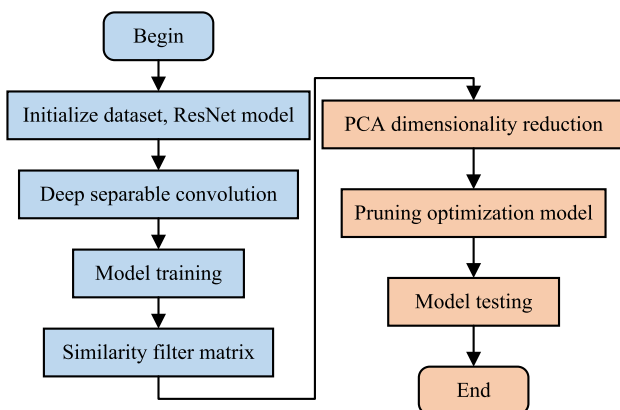 Begin
Initialize dataset, ResNet model
Deep separable convolution
Model training
Similarity filter matrix
PCA dimensionality reduction
Pruning optimization model
Model testing
End